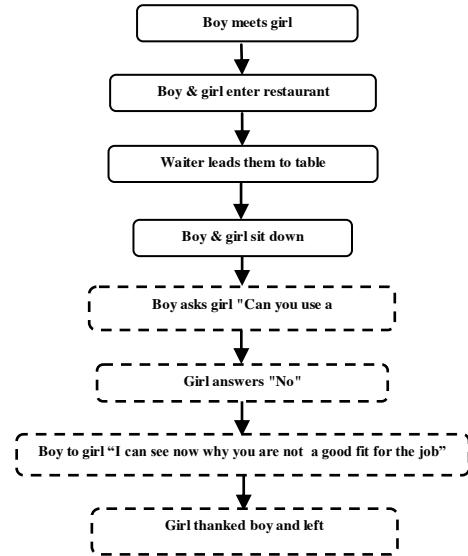 Boy meets girl
Boy & girl enter restaurant
Waiter leads them to table
Boy & girl sit down
Boy asks girl "Can you use a
Girl answers "No"
Boy to girl “I can see now why you are not a good fit for the job”
Girl thanked boy and left